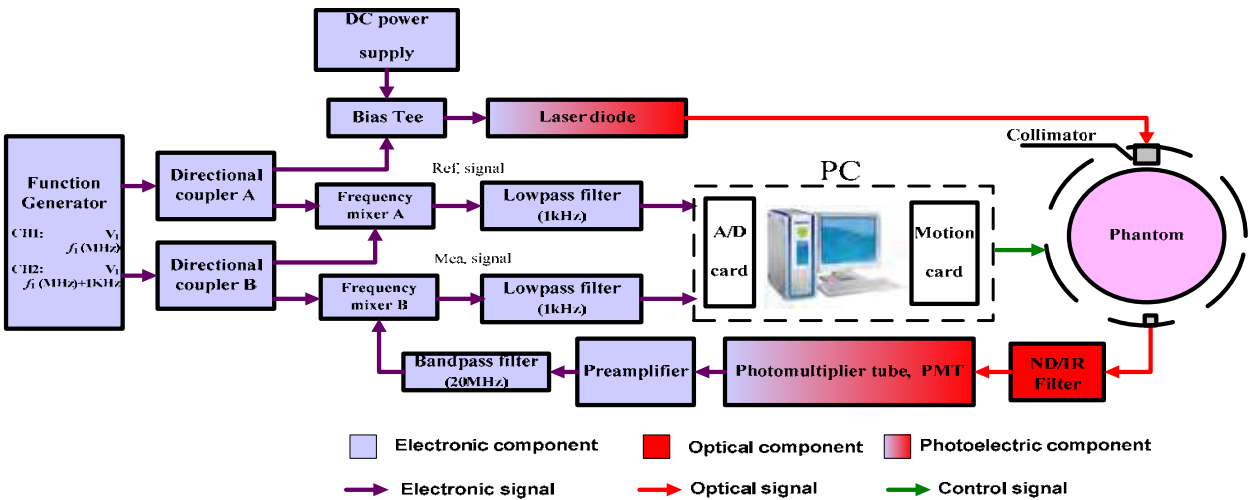 DC power
supply
Bias Tee
Laser diode
Collimator
Function
Generator
CH1: V₁
f₁ (MHz)
CH2: V₁
f₁ (MHz)+1KHz
Directional
coupler A
Directional
coupler B
Ref. signal
Frequency
mixer A
Lowpass filter
(1kHz)
Mea. signal
Frequency
mixer B
Lowpass filter
(1kHz)
PC
A/D
card
Motion
card
Phantom
Bandpass filter
(20MHz)
Preamplifier
Photomultiplier tube, PMT
ND/IR
Filter
Electronic component
Optical component
Photoelectric component
Electronic signal
Optical signal
Control signal